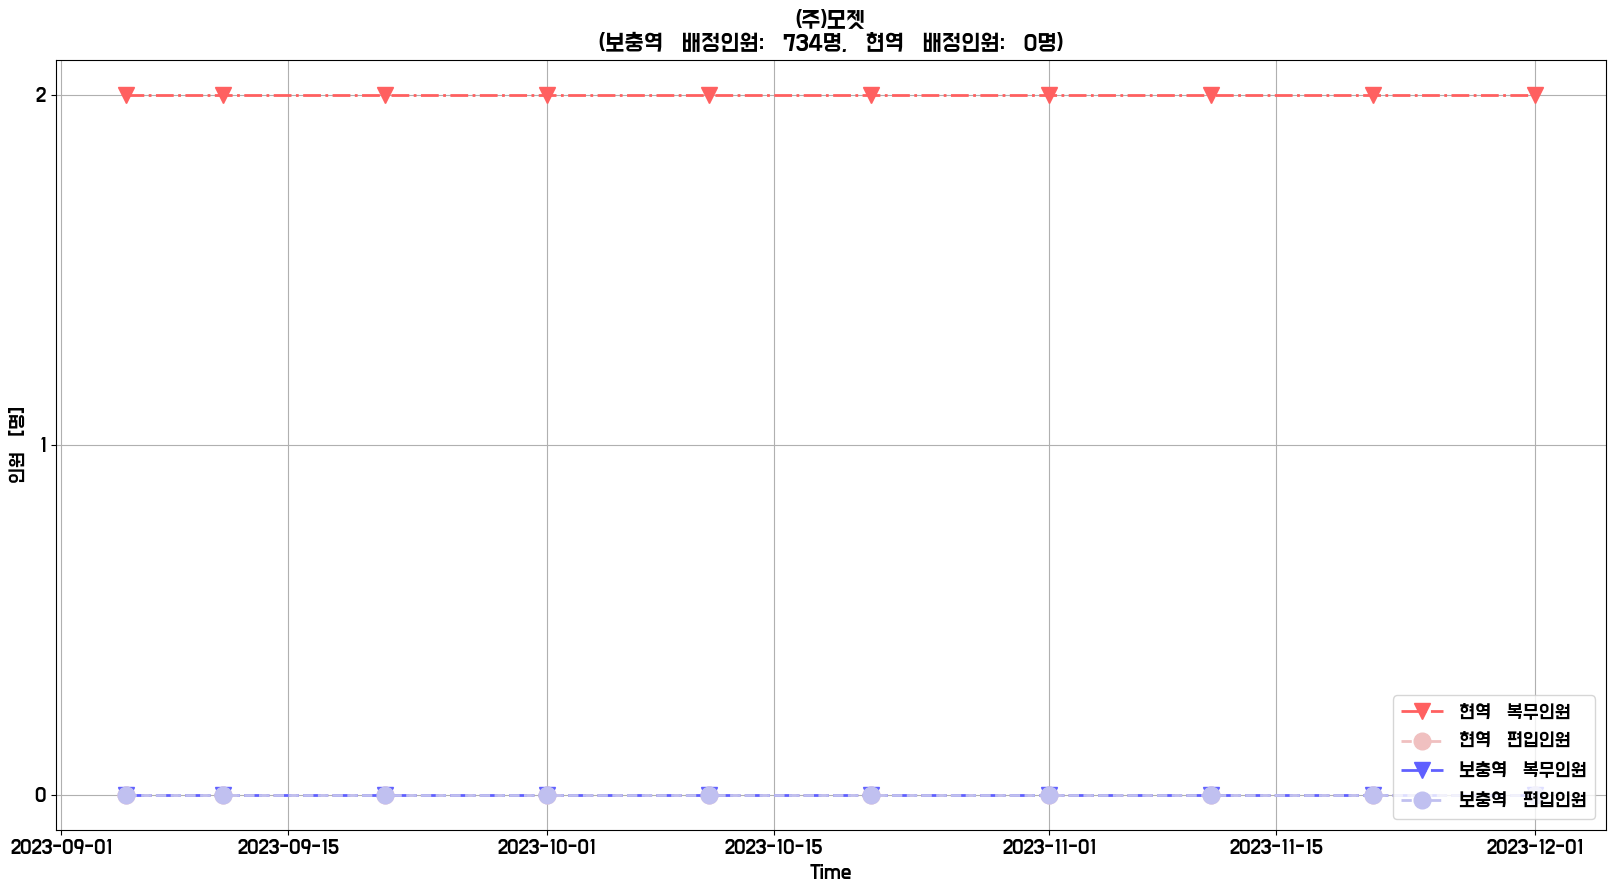 (주)모젯
(보충역 배정인원: 734명, 현역 배정인원: 0명)
인원 [명]
2
1
0
현역 복무인원
현역 편입인원
보충역 복무인원
보충역 편입인원
2023-09-01 2023-09-15 2023-10-01 2023-10-15 2023-11-01 2023-11-15 2023-12-01
Time